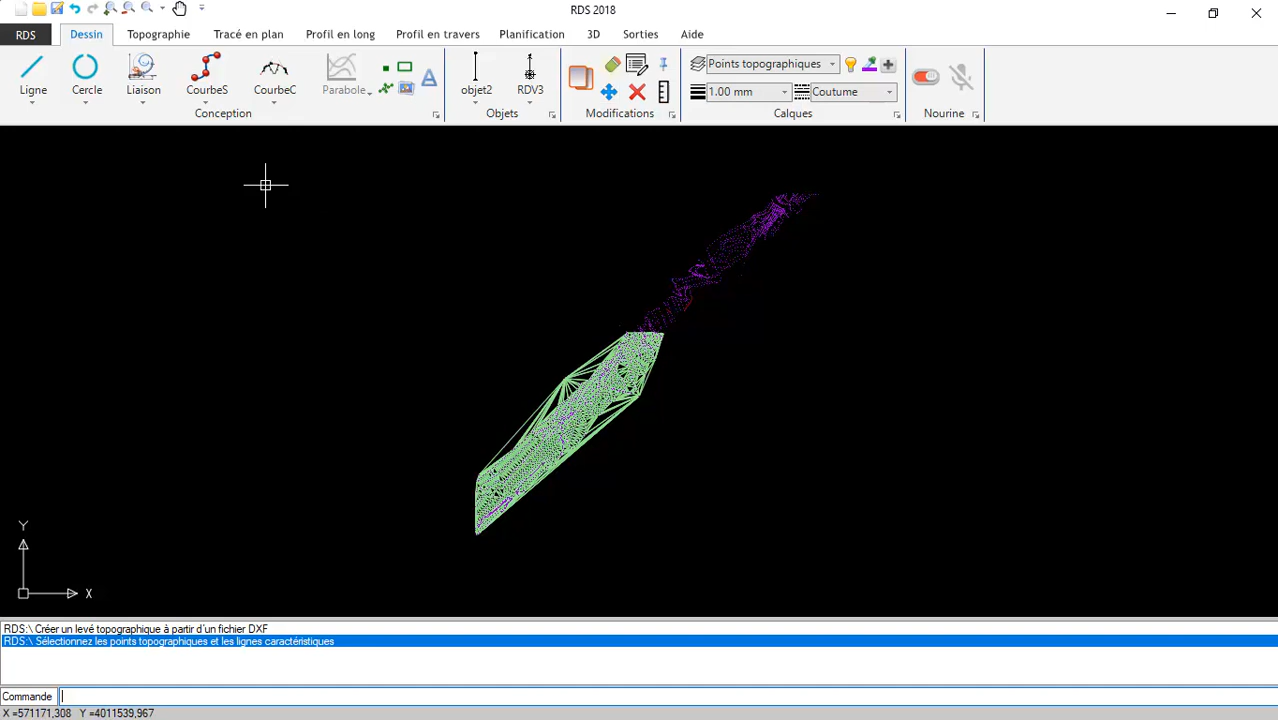 RDS 2018
RDS Dessin Topographie Tracé en plan Profil en long Profil en travers Planification 3D Sorties Aide
Points topographiques
Ligne Cercle Liaison CourbeS CourbeC Parabole objet2 RDV3 1.00 mm Coutume
Conception Objets Modifications Calques Nourine
Y
X
RDS:\ Créer un levé topographique à partir d'un fichier DXF
RDS:\ Sélectionnez les points topographiques et les lignes caractéristiques
Commande
X =571171,308 Y =4011539,967